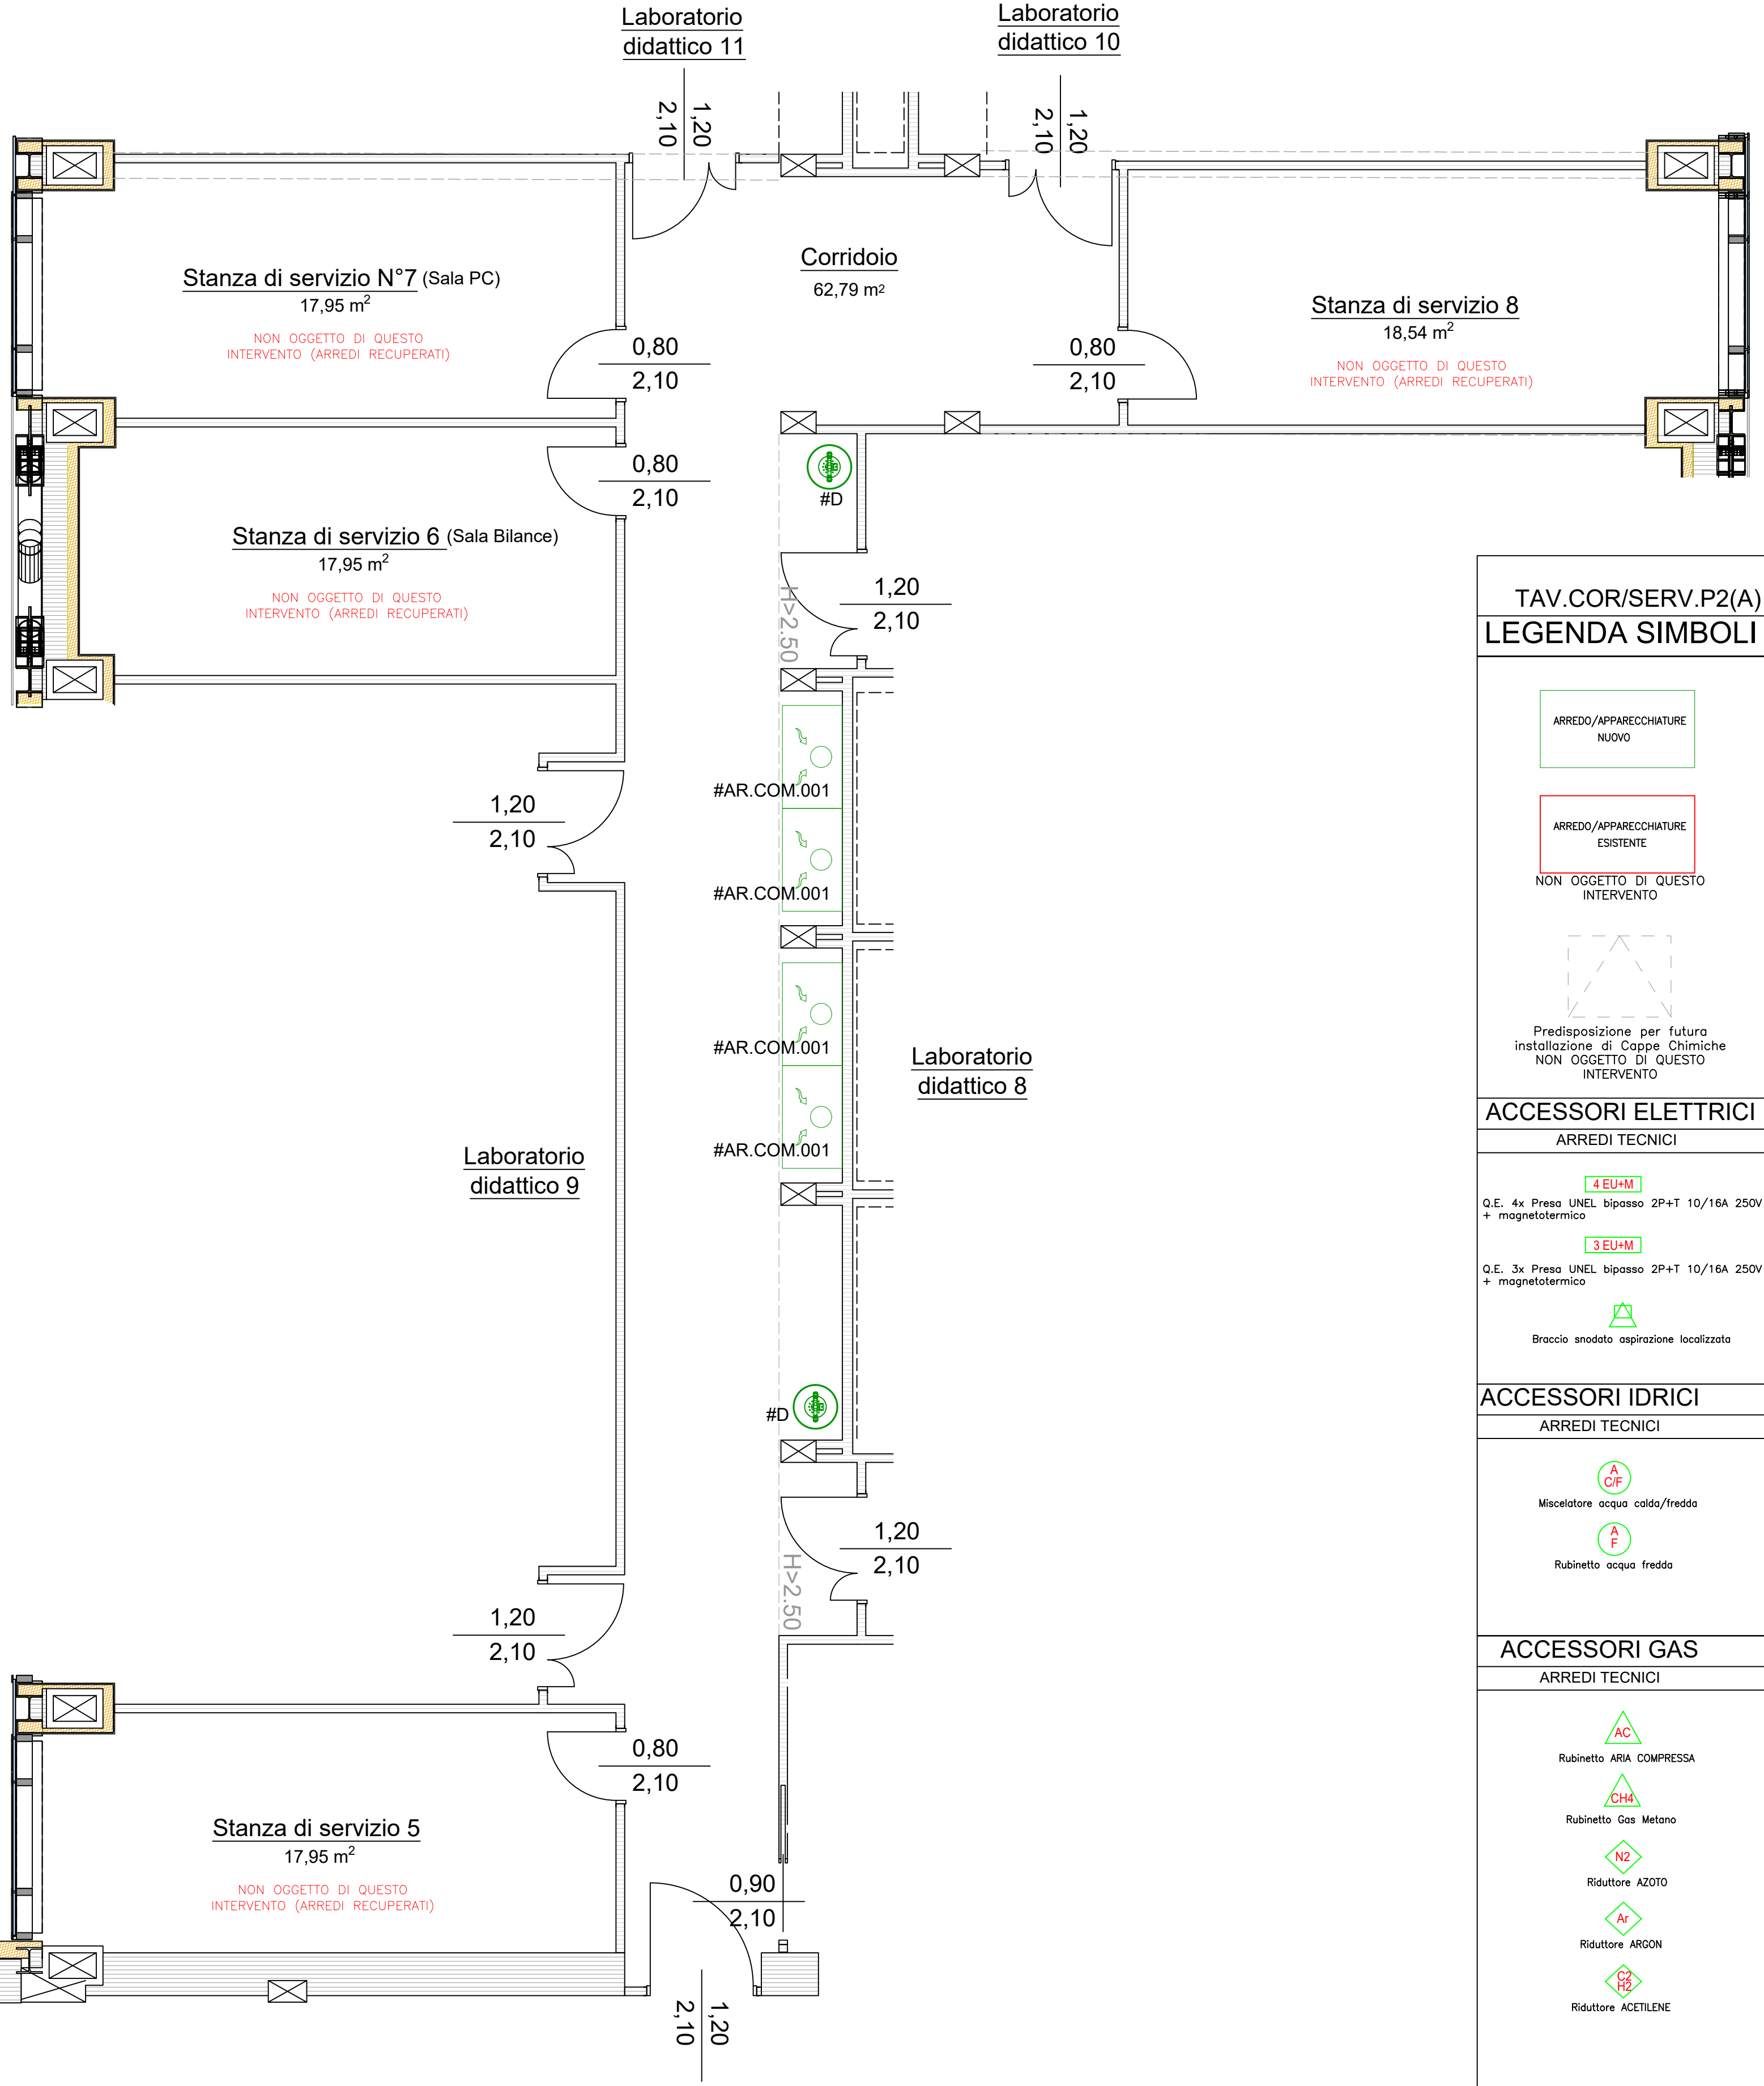 Laboratorio
didattico 11
Laboratorio
didattico 10
1,20
2,10
1,20
2,10
Corridoio
62,79 m²
Stanza di servizio N°7 (Sala PC)
17,95 m²
NON OGGETTO DI QUESTO
INTERVENTO (ARREDI RECUPERATI)
Stanza di servizio 8
18,54 m²
NON OGGETTO DI QUESTO
INTERVENTO (ARREDI RECUPERATI)
0,80
2,10
0,80
2,10
0,80
2,10
#D
Stanza di servizio 6 (Sala Bilance)
17,95 m²
NON OGGETTO DI QUESTO
INTERVENTO (ARREDI RECUPERATI)
H>2.50
1,20
2,10
#AR.COM.001
1,20
2,10
#AR.COM.001
#AR.COM.001
Laboratorio
didattico 8
#AR.COM.001
Laboratorio
didattico 9
#D
1,20
2,10
H>2.50
1,20
2,10
0,80
2,10
Stanza di servizio 5
17,95 m²
NON OGGETTO DI QUESTO
INTERVENTO (ARREDI RECUPERATI)
0,90
2,10
1,20
2,10
TAV.COR/SERV.P2(A)
LEGENDA SIMBOLI
ARREDO/APPARECCHIATURE
NUOVO
ARREDO/APPARECCHIATURE
ESISTENTE
NON OGGETTO DI QUESTO
INTERVENTO
Predisposizione per futura
installazione di Cappe Chimiche
NON OGGETTO DI QUESTO
INTERVENTO
ACCESSORI ELETTRICI
ARREDI TECNICI
4 EU+M
Q.E. 4x Presa UNEL bipasso 2P+T 10/16A 250V
+ magnetotermico
3 EU+M
Q.E. 3x Presa UNEL bipasso 2P+T 10/16A 250V
+ magnetotermico
Braccio snodato aspirazione localizzata
ACCESSORI IDRICI
ARREDI TECNICI
A
C/F
Miscelatore acqua calda/fredda
A
F
Rubinetto acqua fredda
ACCESSORI GAS
ARREDI TECNICI
AC
Rubinetto ARIA COMPRESSA
CH4
Rubinetto Gas Metano
N2
Riduttore AZOTO
Ar
Riduttore ARGON
C2
H2
Riduttore ACETILENE